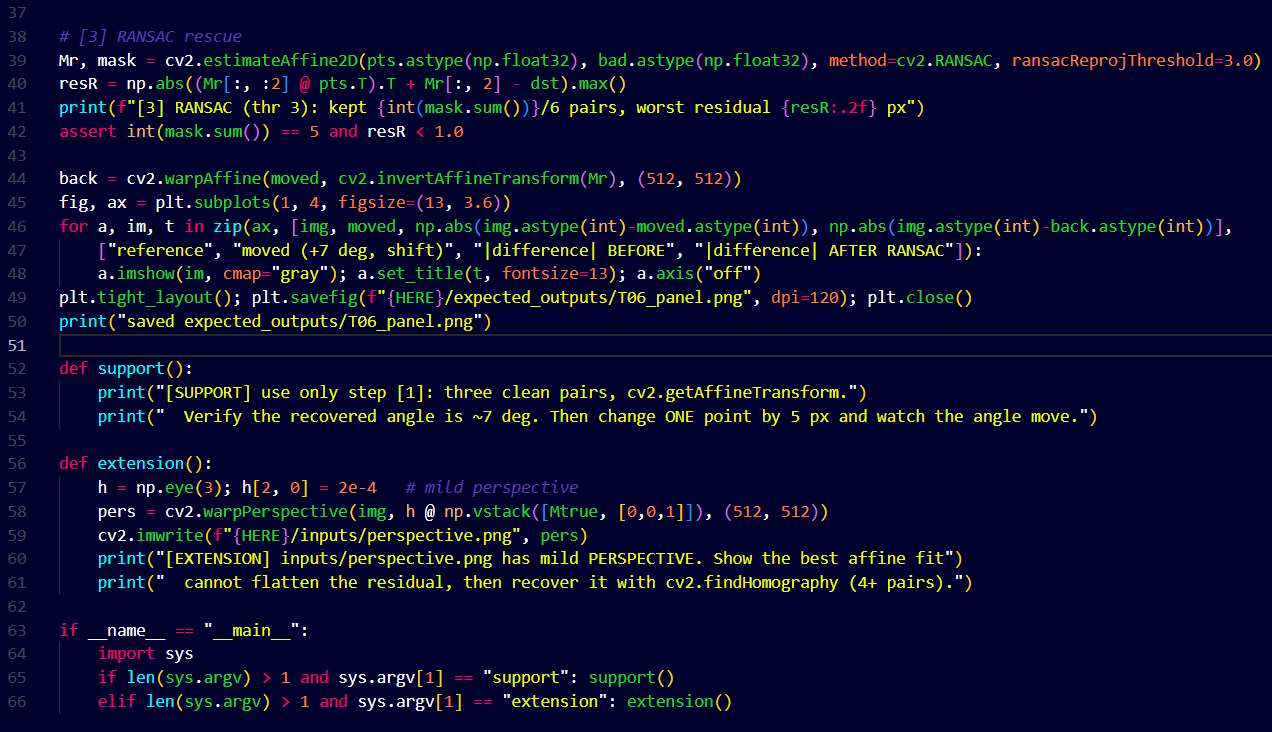 37
38 # [3] RANSAC rescue
39 Mr, mask = cv2.estimateAffine2D(pts.astype(np.float32), bad.astype(np.float32), method=cv2.RANSAC, ransacReprojThreshold=3.0)
40 resR = np.abs((Mr[:, :2] @ pts.T).T + Mr[:, 2] - dst).max()
41 print(f"[3] RANSAC (thr 3): kept {int(mask.sum())}/6 pairs, worst residual {resR:.2f} px")
42 assert int(mask.sum()) == 5 and resR < 1.0
43
44 back = cv2.warpAffine(moved, cv2.invertAffineTransform(Mr), (512, 512))
45 fig, ax = plt.subplots(1, 4, figsize=(13, 3.6))
46 for a, im, t in zip(ax, [img, moved, np.abs(img.astype(int)-moved.astype(int)), np.abs(img.astype(int)-back.astype(int))],
47     ["reference", "moved (+7 deg, shift)", "|difference| BEFORE", "|difference| AFTER RANSAC"]):
48     a.imshow(im, cmap="gray"); a.set_title(t, fontsize=13); a.axis("off")
49 plt.tight_layout(); plt.savefig(f"{HERE}/expected_outputs/T06_panel.png", dpi=120); plt.close()
50 print("saved expected_outputs/T06_panel.png")
51
52 def support():
53     print("[SUPPORT] use only step [1]: three clean pairs, cv2.getAffineTransform.")
54     print("  Verify the recovered angle is ~7 deg. Then change ONE point by 5 px and watch the angle move.")
55
56 def extension():
57     h = np.eye(3); h[2, 0] = 2e-4   # mild perspective
58     pers = cv2.warpPerspective(img, h @ np.vstack([Mtrue, [0,0,1]]), (512, 512))
59     cv2.imwrite(f"{HERE}/inputs/perspective.png", pers)
60     print("[EXTENSION] inputs/perspective.png has mild PERSPECTIVE. Show the best affine fit")
61     print("  cannot flatten the residual, then recover it with cv2.findHomography (4+ pairs).")
62
63 if __name__ == "__main__":
64     import sys
65     if len(sys.argv) > 1 and sys.argv[1] == "support": support()
66     elif len(sys.argv) > 1 and sys.argv[1] == "extension": extension()